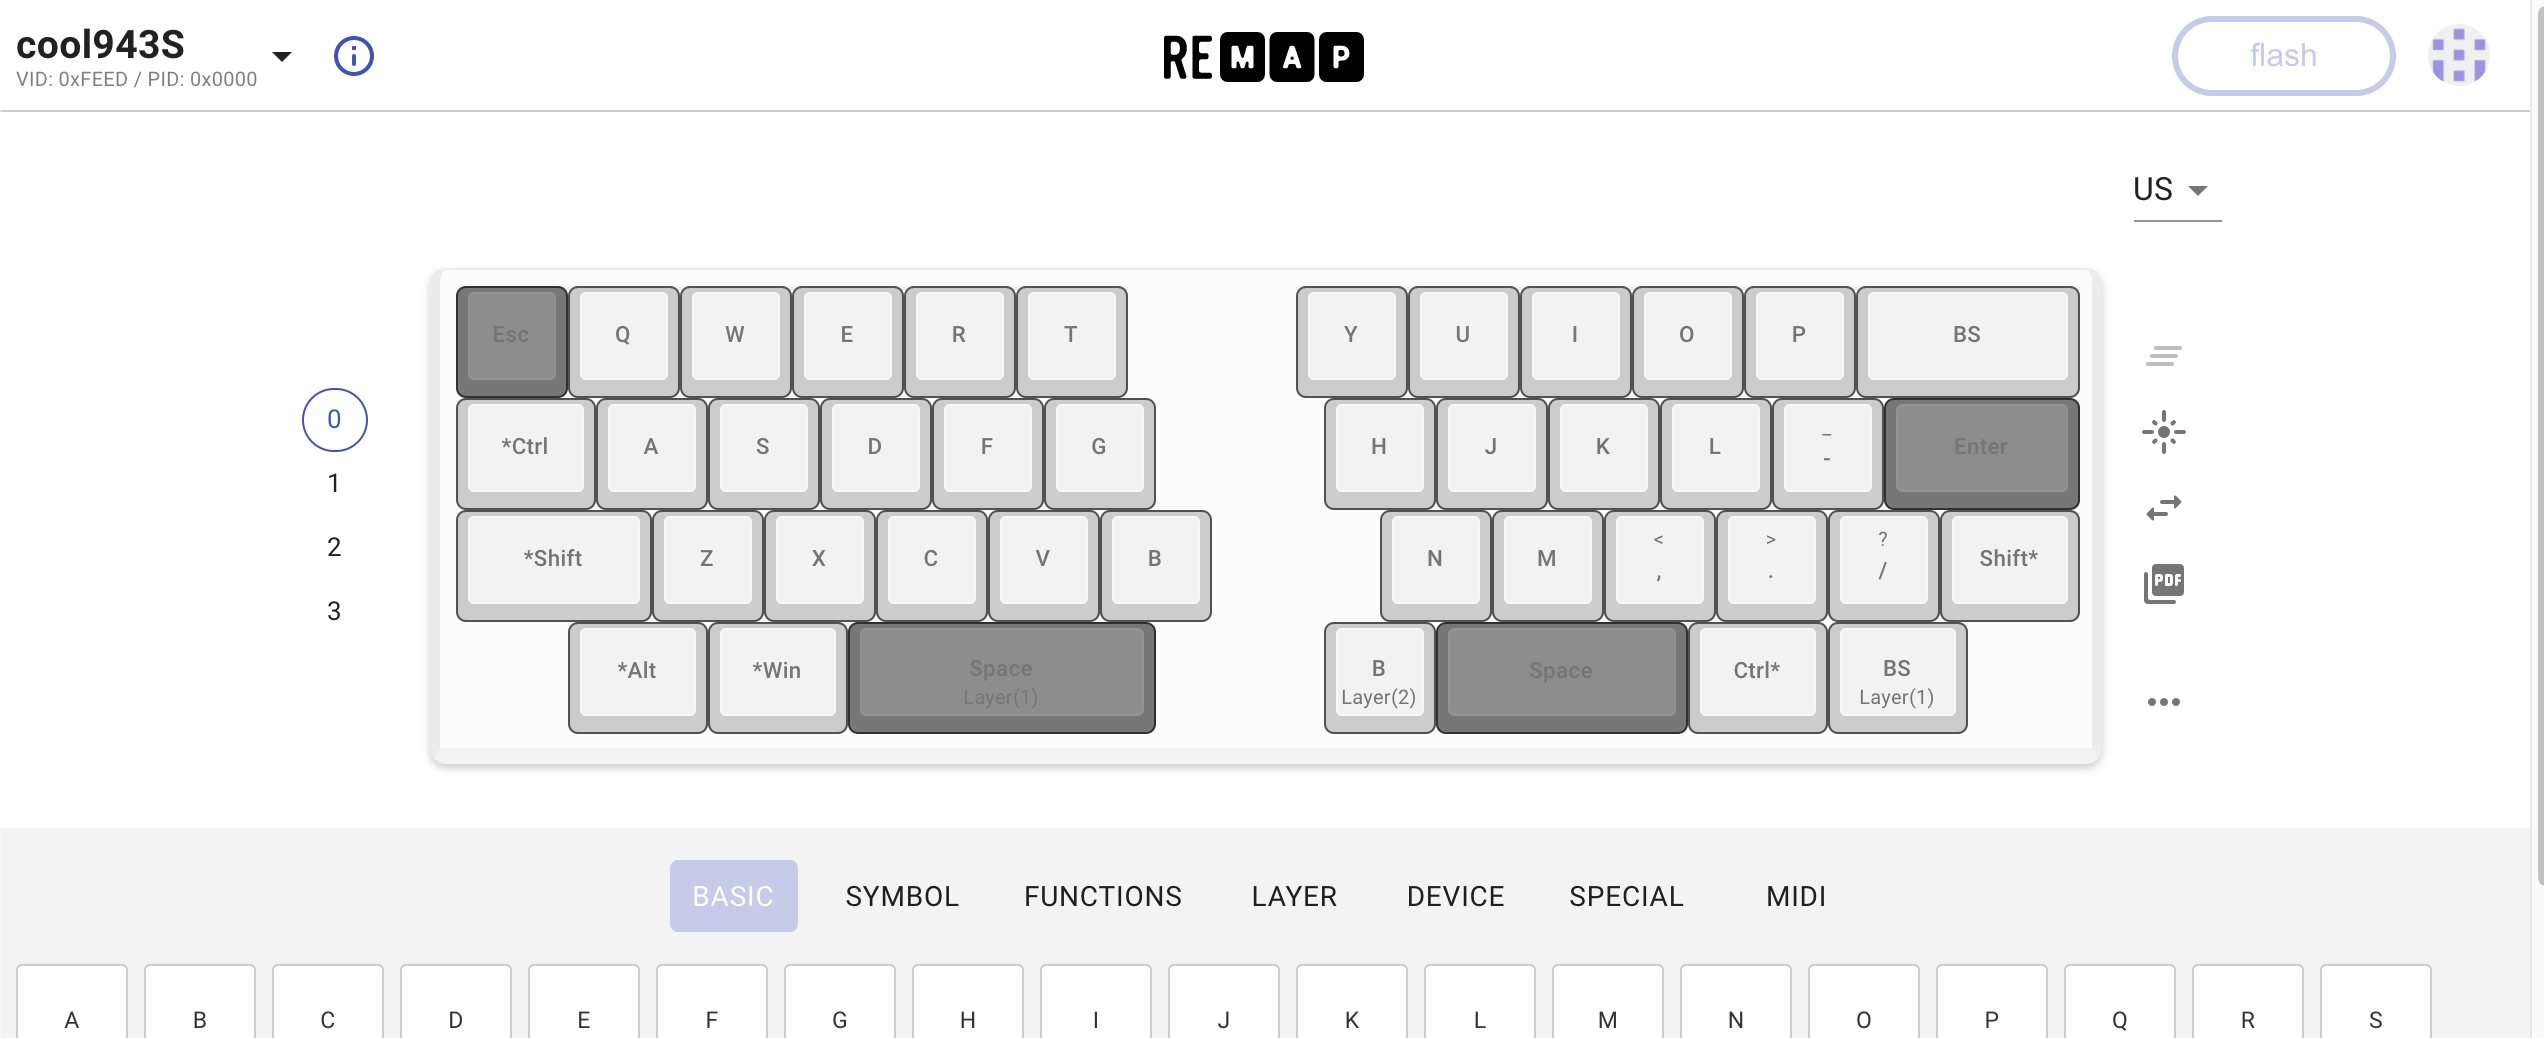 cool943S
VID: 0xFEED / PID: 0x0000
REMAP
flash
US
Esc Q W E R T Y U I O P BS
0
*Ctrl A S D F G H J K L _ - Enter
1
*Shift Z X C V B N M < , > . ? / Shift*
2
3
*Alt *Win Space Layer(1) B Layer(2) Space Ctrl* BS Layer(1)
PDF
BASIC SYMBOL FUNCTIONS LAYER DEVICE SPECIAL MIDI
A B C D E F G H I J K L M N O P Q R S